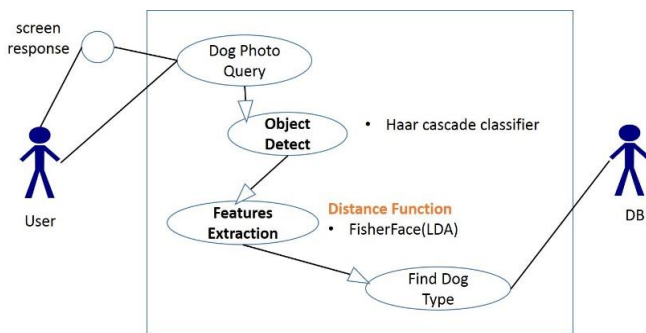 screen
response
Dog Photo
Query
Object
Detect
• Haar cascade classifier
User
Features
Extraction
Distance Function
• FisherFace(LDA)
DB
Find Dog
Type